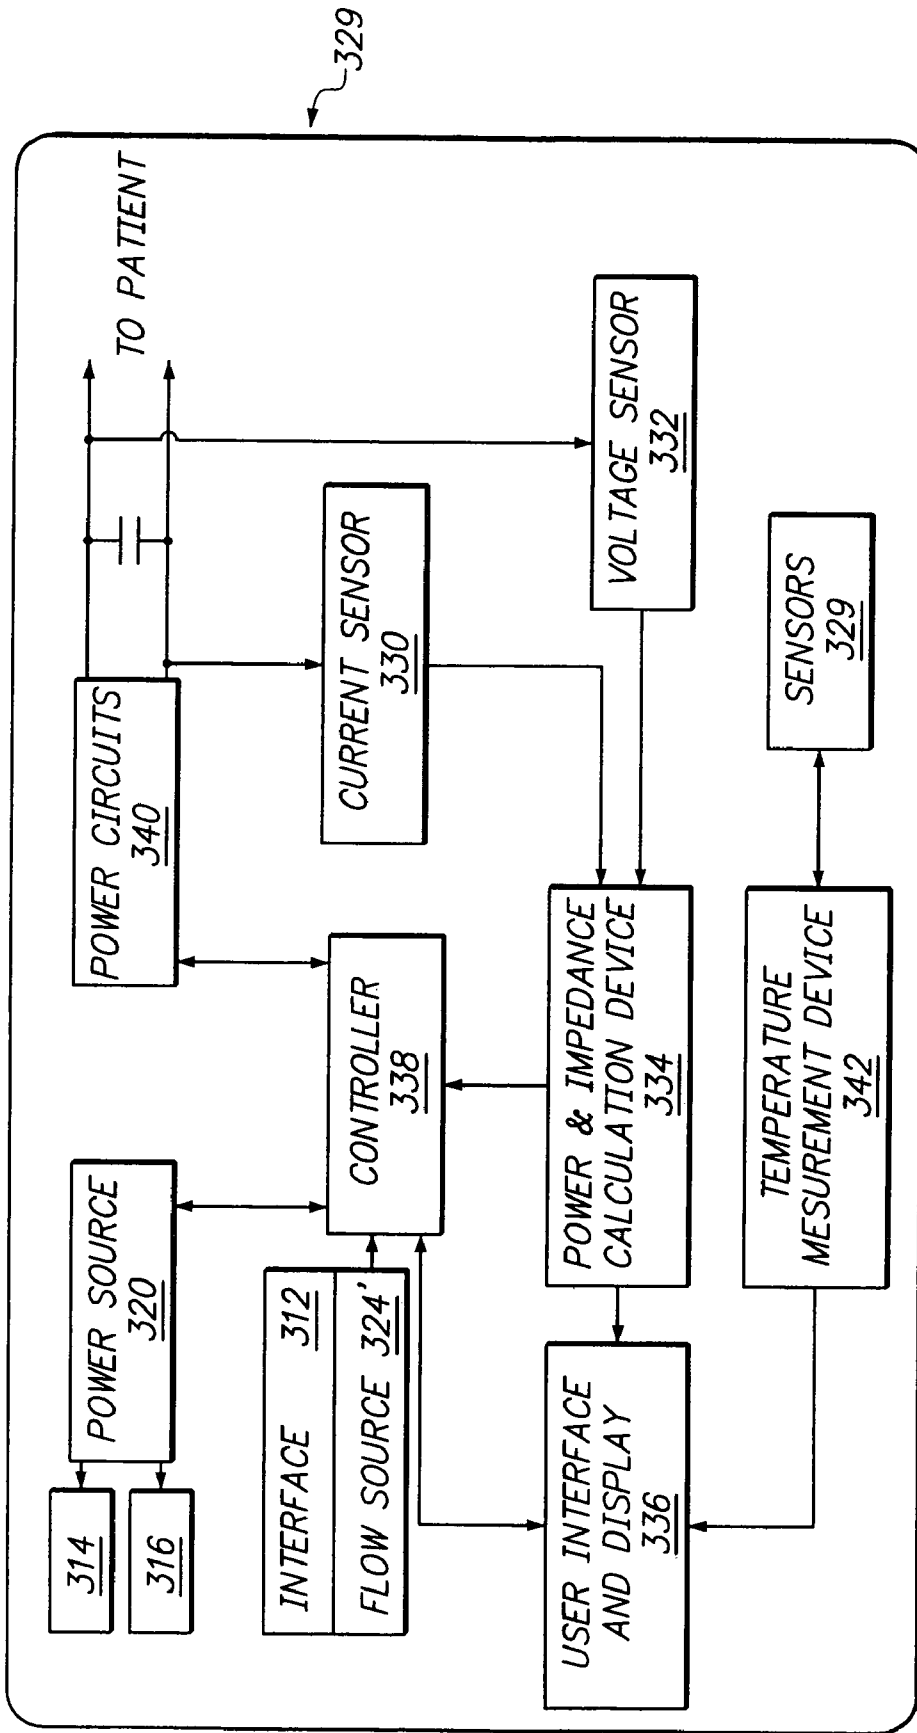 329
TO PATIENT
314
316
POWER SOURCE
320
POWER CIRCUITS
340
INTERFACE 312
FLOW SOURCE 324'
CONTROLLER
338
CURRENT SENSOR
330
USER INTERFACE
AND DISPLAY
336
POWER & IMPEDANCE
CALCULATION DEVICE
334
VOLTAGE SENSOR
332
TEMPERATURE
MESUREMENT DEVICE
342
SENSORS
329